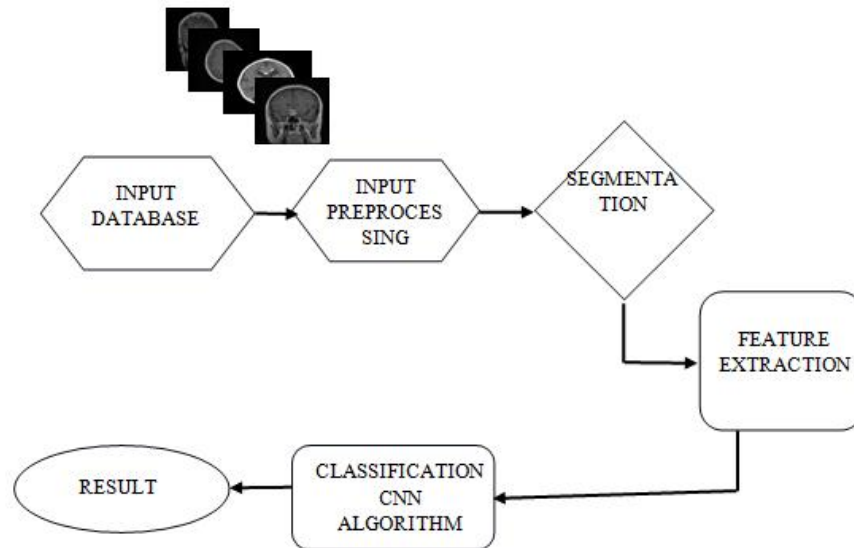 INPUT
DATABASE
INPUT
PREPROCES
SING
SEGMENTA
TION
FEATURE
EXTRACTION
CLASSIFICATION
CNN
ALGORITHM
RESULT